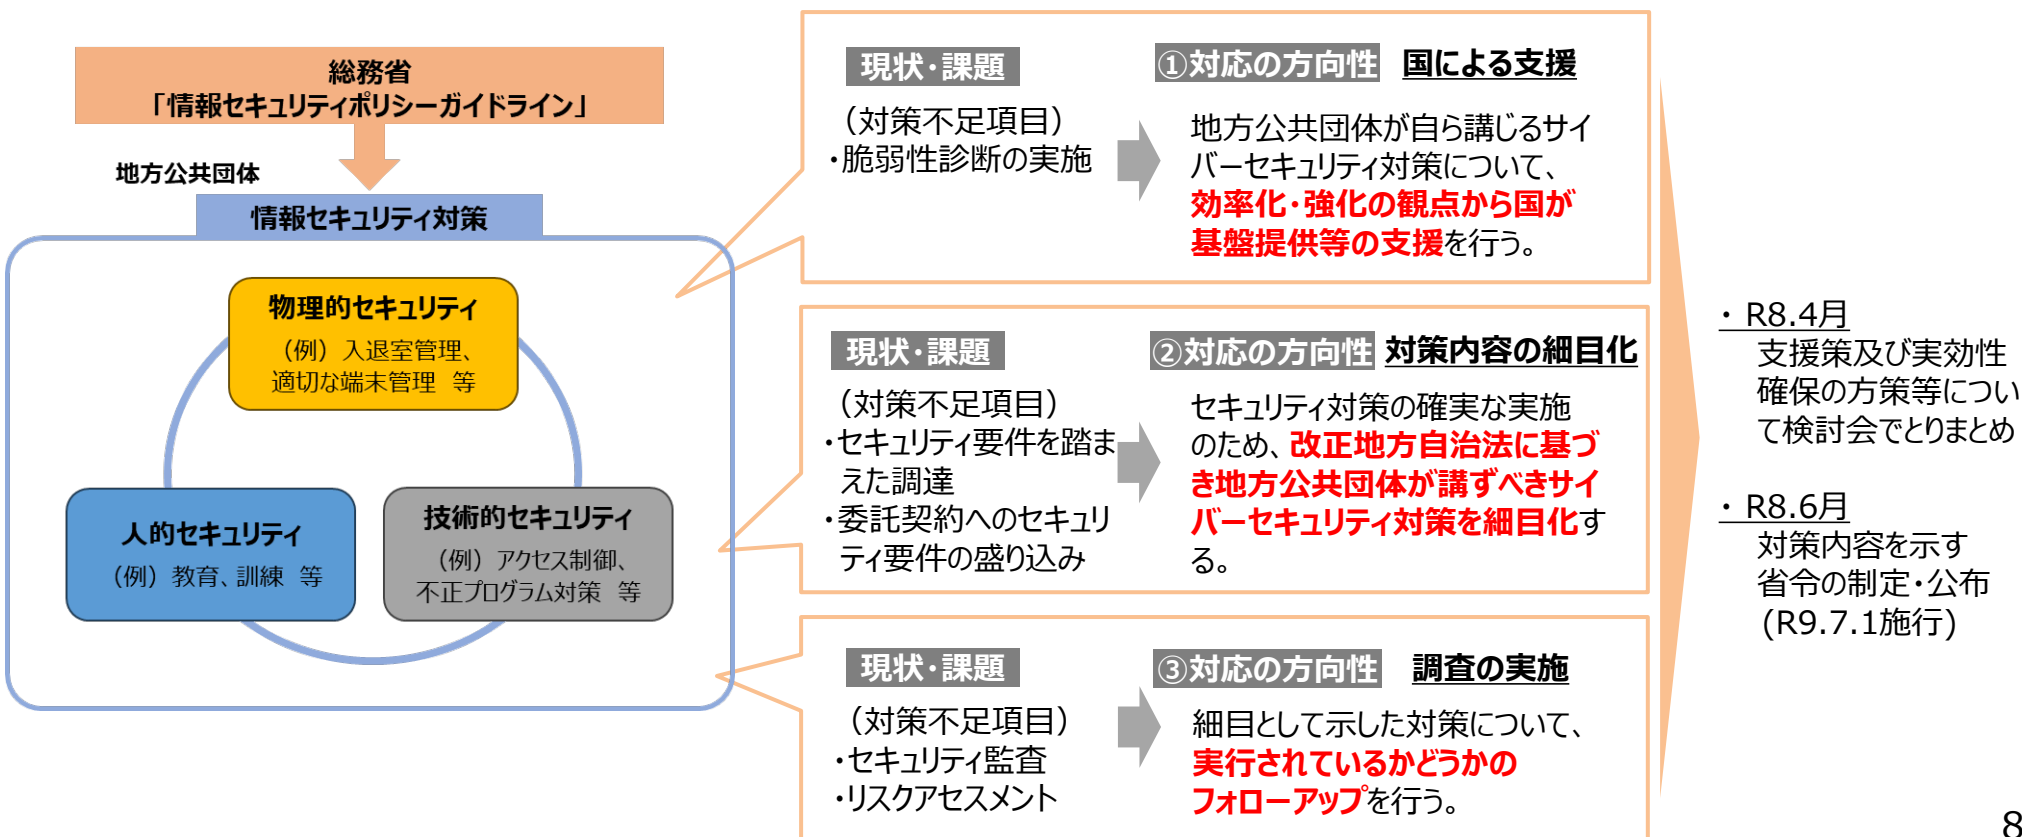 総務省
「情報セキュリティポリシーガイドライン」
地方公共団体
情報セキュリティ対策
物理的セキュリティ
（例）入退室管理、
適切な端末管理　等
人的セキュリティ
（例）教育、訓練　等
技術的セキュリティ
（例）アクセス制御、
不正プログラム対策　等
現状・課題
（対策不足項目）
・脆弱性診断の実施
①対応の方向性　国による支援
地方公共団体が自ら講じるサイ
バーセキュリティ対策について、
効率化・強化の観点から国が
基盤提供等の支援を行う。
現状・課題
（対策不足項目）
・セキュリティ要件を踏ま
えた調達
・委託契約へのセキュリ
ティ要件の盛り込み
②対応の方向性　対策内容の細目化
セキュリティ対策の確実な実施
のため、改正地方自治法に基づ
き地方公共団体が講ずべきサイ
バーセキュリティ対策を細目化す
る。
現状・課題
（対策不足項目）
・セキュリティ監査
・リスクアセスメント
③対応の方向性　調査の実施
細目として示した対策について、
実行されているかどうかの
フォローアップを行う。
・ R8.4月
支援策及び実効性
確保の方策等につい
て検討会でとりまとめ
・ R8.6月
対策内容を示す
省令の制定・公布
(R9.7.1施行)
8